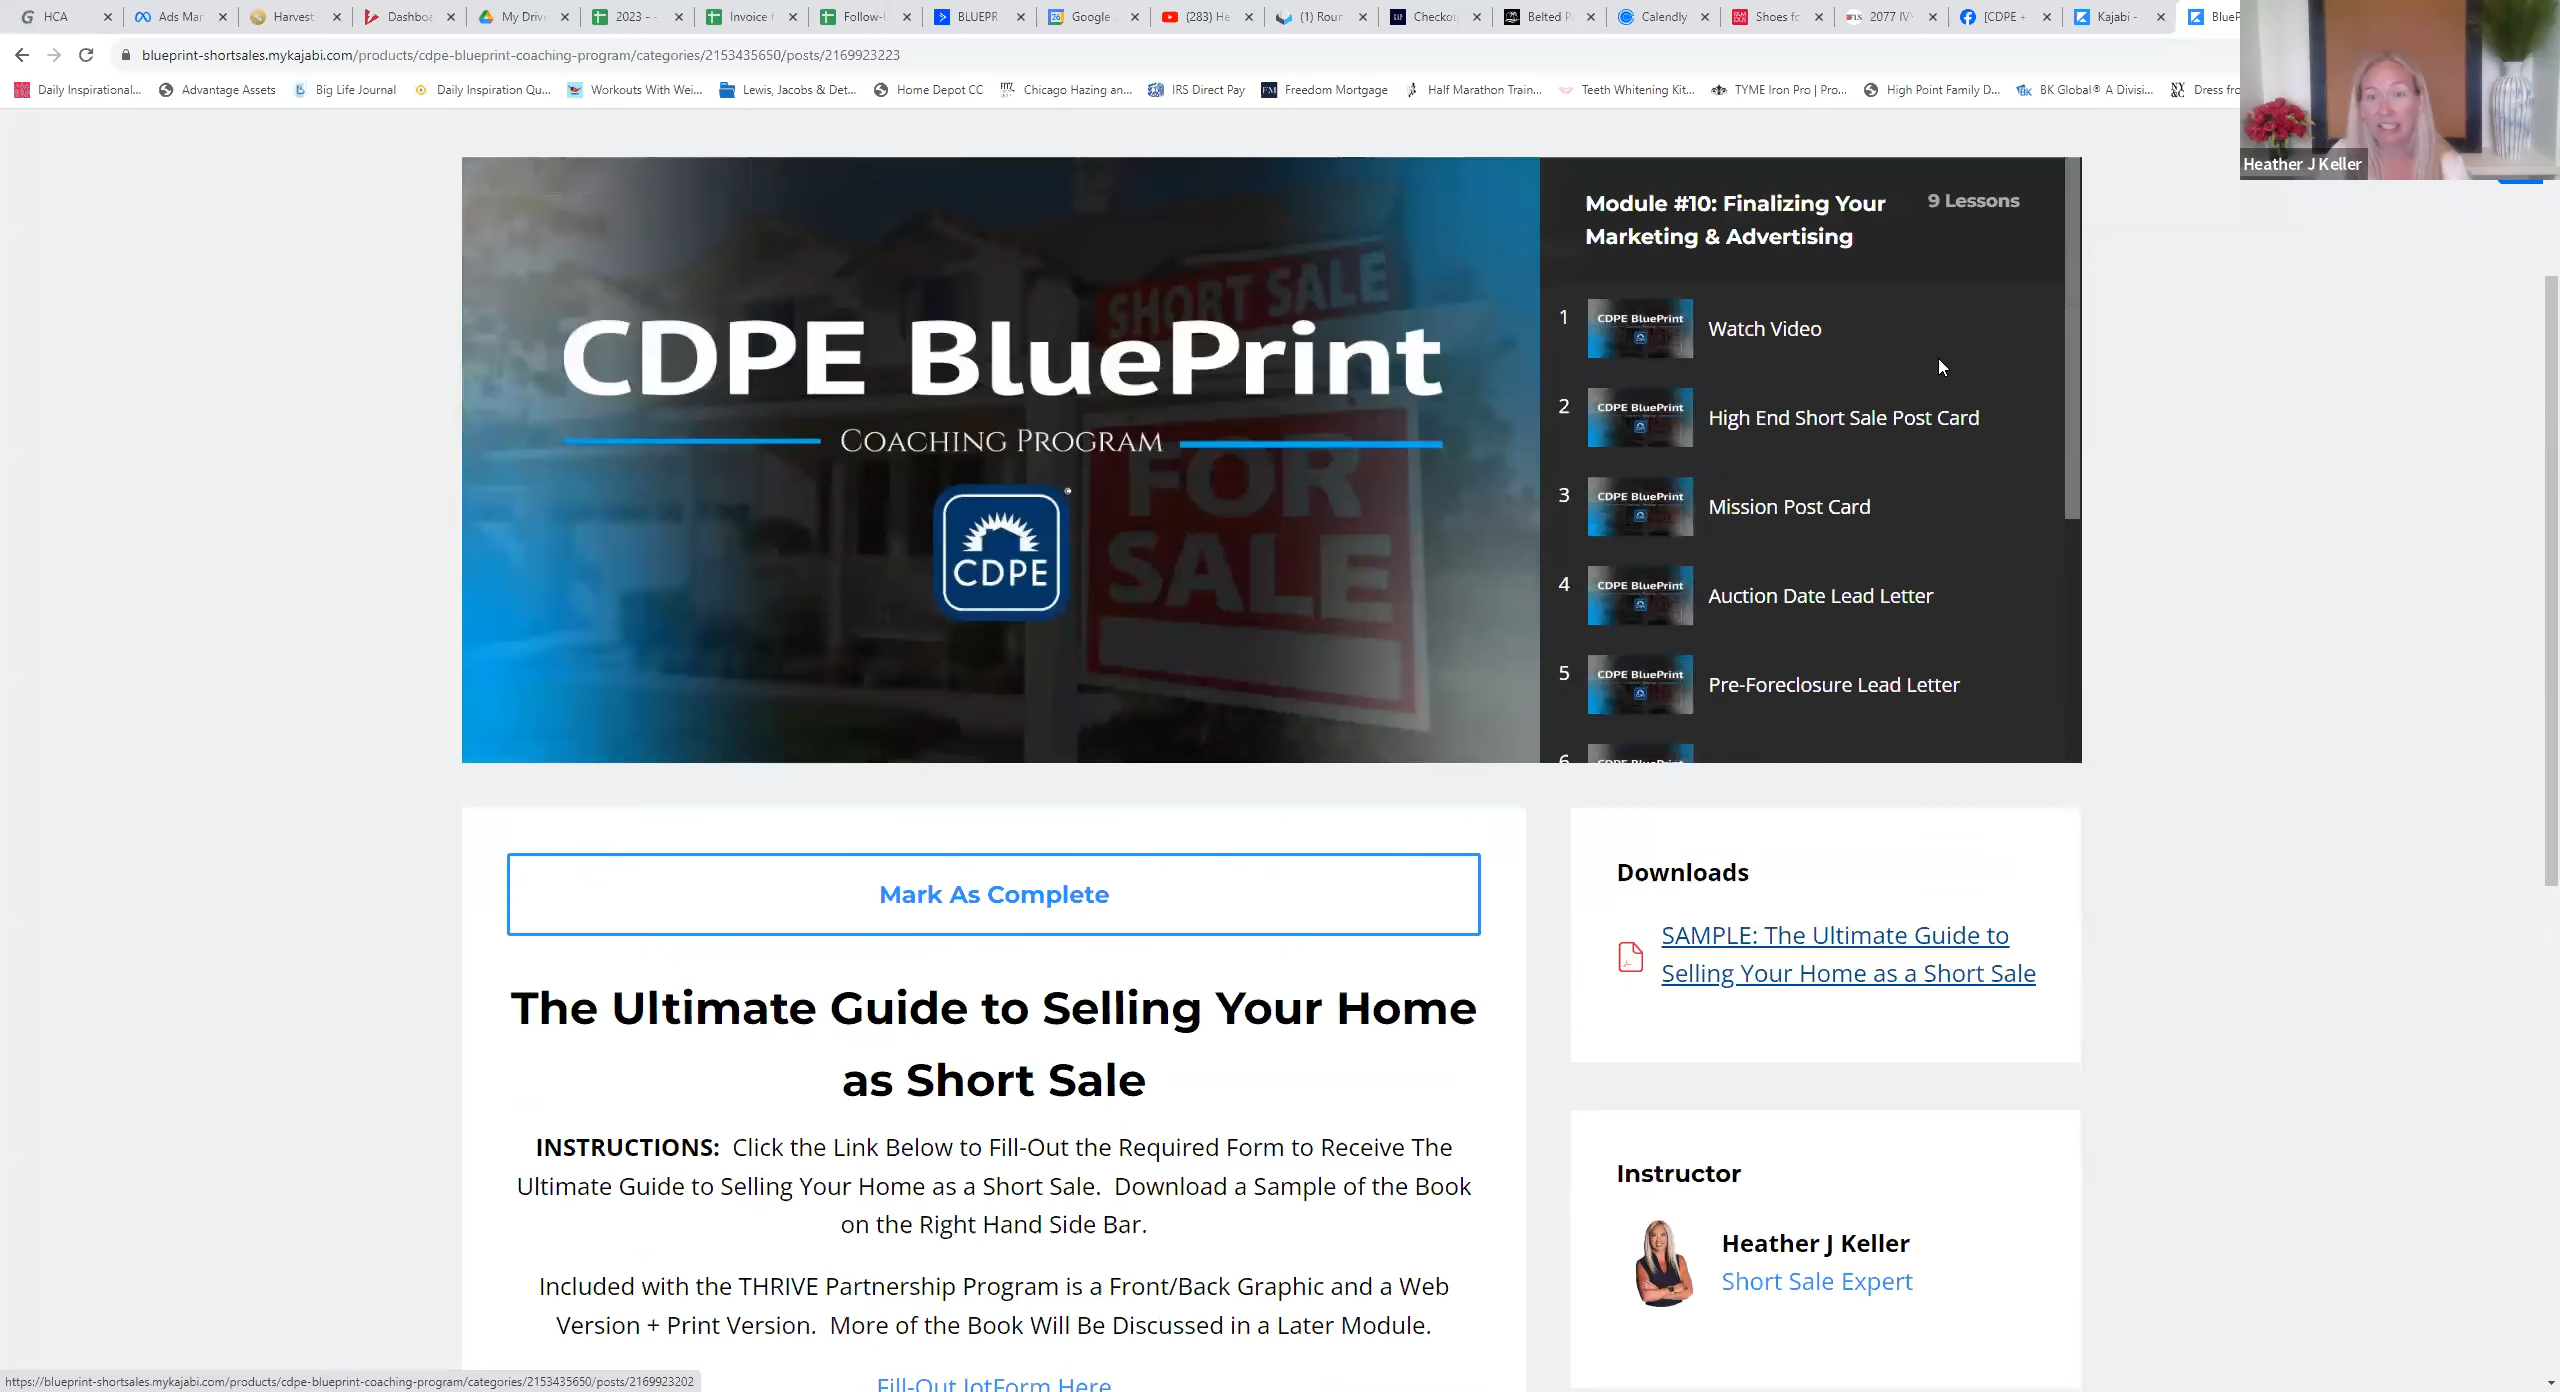 HCA
Ads Mar
Harvest
Dashboa
My Drive
2023 -
Invoice f
Follow-U
BLUEPR
Google
(283) He
(1) Roun
Checkou
Belted P
Calendly
Shoes fo
2077 IV
[CDPE +
Kajabi -
BlueP
blueprint-shortsales.mykajabi.com/products/cdpe-blueprint-coaching-program/categories/2153435650/posts/2169923223
Daily Inspirational...
Advantage Assets
Big Life Journal
Daily Inspiration Qu...
Workouts With Wei...
Lewis, Jacobs & Det...
Home Depot CC
Chicago Hazing an...
IRS Direct Pay
Freedom Mortgage
Half Marathon Train...
Teeth Whitening Kit...
TYME Iron Pro | Pro...
High Point Family D...
BK Global® A Divisi...
Dress fro
Heather J Keller
SHORT SALE
FOR
SALE
CDPE BluePrint
COACHING PROGRAM
CDPE
Module #10: Finalizing Your
Marketing & Advertising
9 Lessons
1
CDPE BluePrint
Watch Video
2
CDPE BluePrint
High End Short Sale Post Card
3
CDPE BluePrint
Mission Post Card
4
CDPE BluePrint
Auction Date Lead Letter
5
CDPE BluePrint
Pre-Foreclosure Lead Letter
6
CDPE BluePrint
Mark As Complete
The Ultimate Guide to Selling Your Home
as Short Sale
INSTRUCTIONS: Click the Link Below to Fill-Out the Required Form to Receive The
Ultimate Guide to Selling Your Home as a Short Sale. Download a Sample of the Book
on the Right Hand Side Bar.
Included with the THRIVE Partnership Program is a Front/Back Graphic and a Web
Version + Print Version. More of the Book Will Be Discussed in a Later Module.
Fill-Out JotForm Here
Downloads
SAMPLE: The Ultimate Guide to
Selling Your Home as a Short Sale
Instructor
Heather J Keller
Short Sale Expert
https://blueprint-shortsales.mykajabi.com/products/cdpe-blueprint-coaching-program/categories/2153435650/posts/2169923202